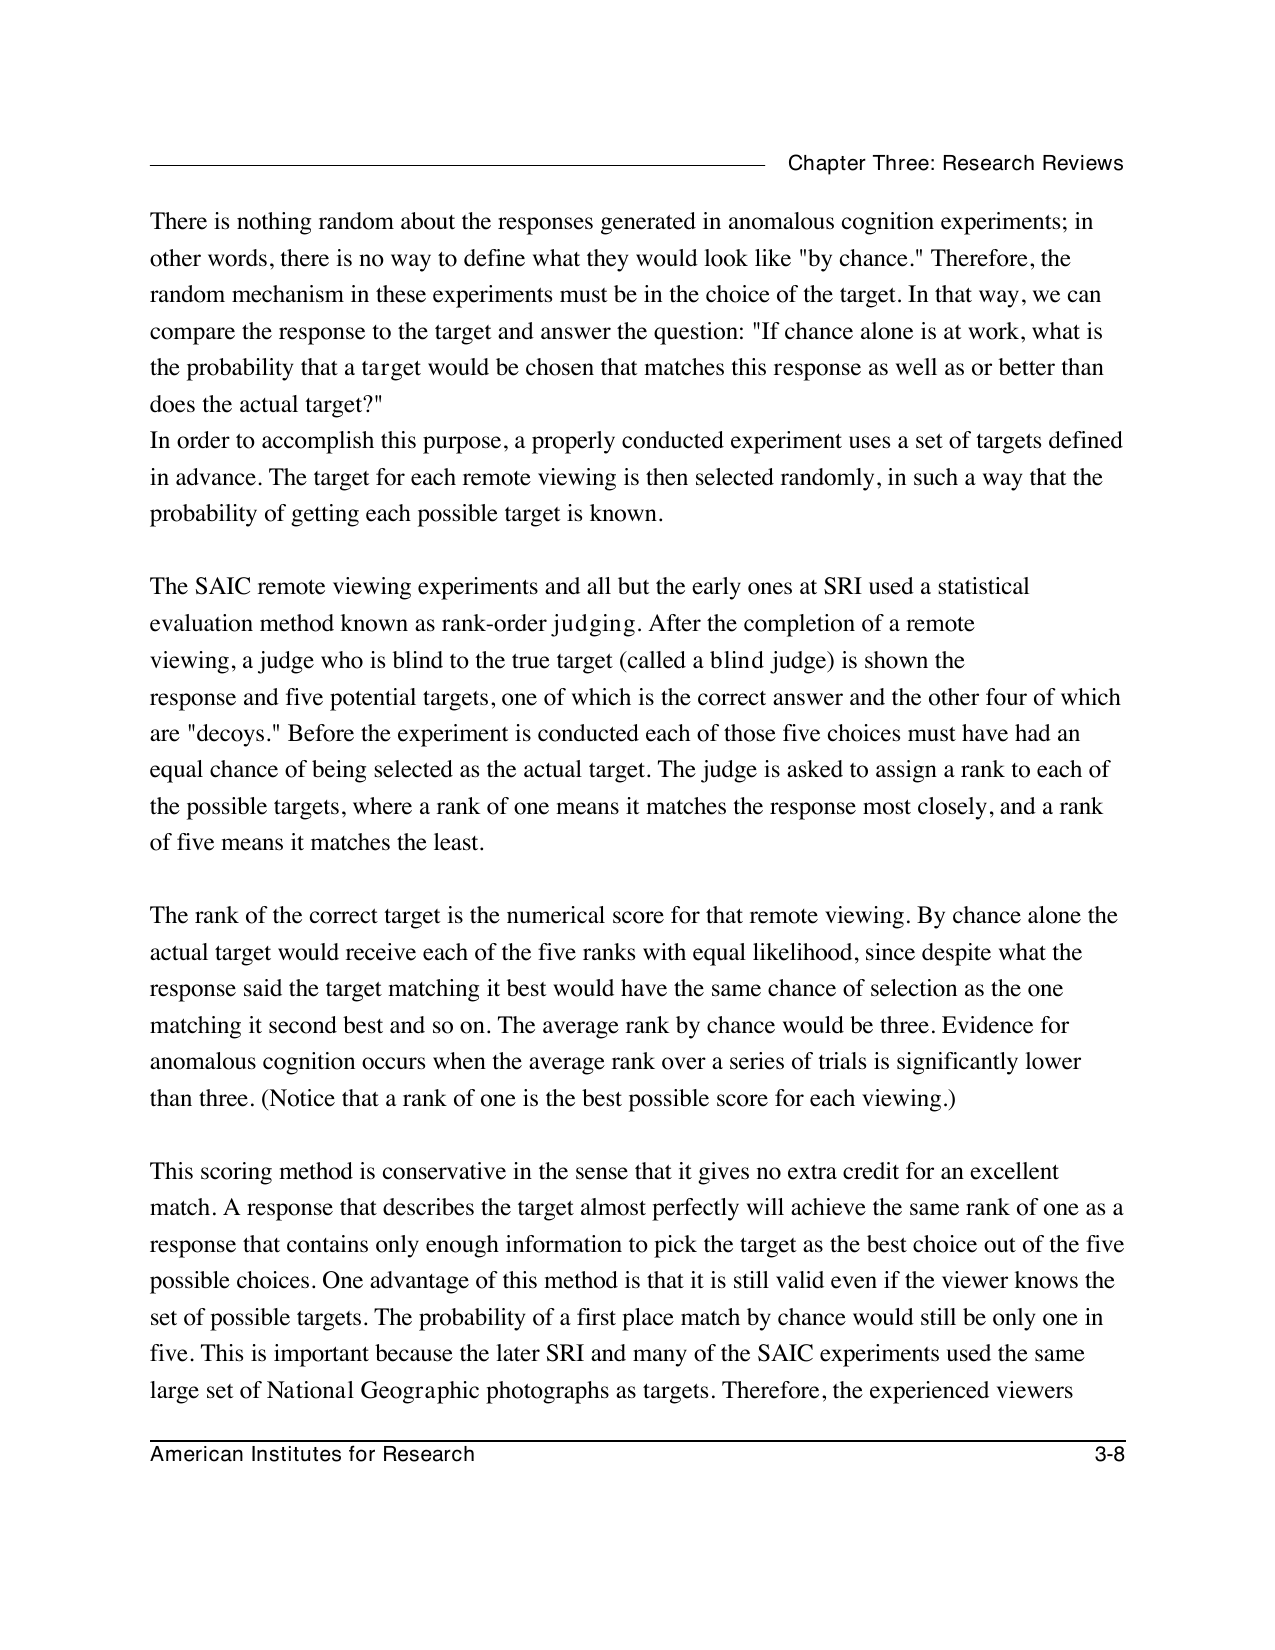 Chapter Three: Research Reviews
There is nothing random about the responses generated in anomalous cognition experiments; in
other words, there is no way to define what they would look like "by chance." Therefore, the
random mechanism in these experiments must be in the choice of the target. In that way, we can
compare the response to the target and answer the question: "If chance alone is at work, what is
the probability that a target would be chosen that matches this response as well as or better than
does the actual target?"
In order to accomplish this purpose, a properly conducted experiment uses a set of targets defined
in advance. The target for each remote viewing is then selected randomly, in such a way that the
probability of getting each possible target is known.
The SAIC remote viewing experiments and all but the early ones at SRI used a statistical
evaluation method known as rank-order judging. After the completion of a remote
viewing, a judge who is blind to the true target (called a blind judge) is shown the
response and five potential targets, one of which is the correct answer and the other four of which
are "decoys." Before the experiment is conducted each of those five choices must have had an
equal chance of being selected as the actual target. The judge is asked to assign a rank to each of
the possible targets, where a rank of one means it matches the response most closely, and a rank
of five means it matches the least.
The rank of the correct target is the numerical score for that remote viewing. By chance alone the
actual target would receive each of the five ranks with equal likelihood, since despite what the
response said the target matching it best would have the same chance of selection as the one
matching it second best and so on. The average rank by chance would be three. Evidence for
anomalous cognition occurs when the average rank over a series of trials is significantly lower
than three. (Notice that a rank of one is the best possible score for each viewing.)
This scoring method is conservative in the sense that it gives no extra credit for an excellent
match. A response that describes the target almost perfectly will achieve the same rank of one as a
response that contains only enough information to pick the target as the best choice out of the five
possible choices. One advantage of this method is that it is still valid even if the viewer knows the
set of possible targets. The probability of a first place match by chance would still be only one in
five. This is important because the later SRI and many of the SAIC experiments used the same
large set of National Geographic photographs as targets. Therefore, the experienced viewers
American Institutes for Research 3-8